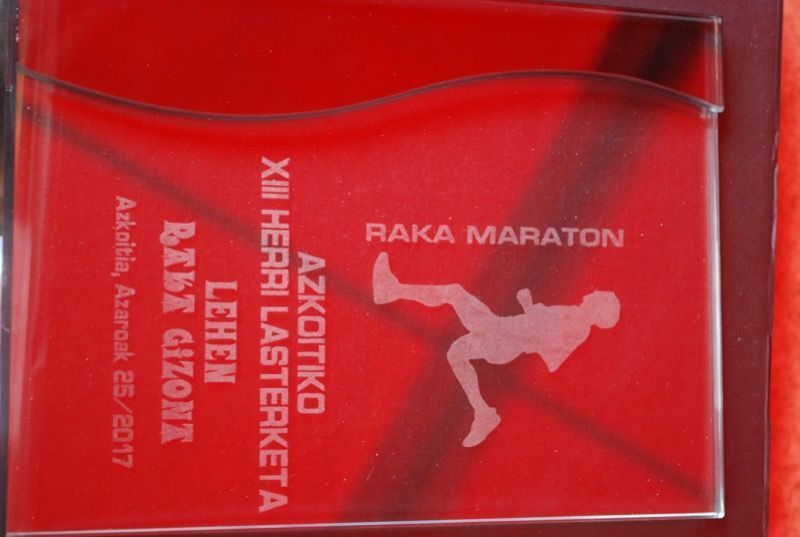 RAKA MARATON
AZKOITIKO
XIII HERRI LASTERKETA
LEHEN
RAKA GIZONA
Azkoitia, Azaroak 25/2017